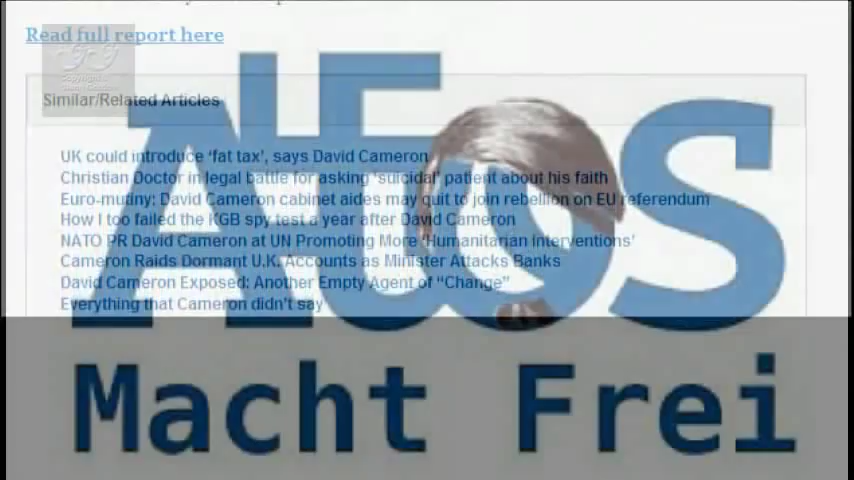 Read full report here
Similar/Related Articles
UK could introduce 'fat tax', says David Cameron
Christian Doctor in legal battle for asking 'suicidal' patient about his faith
Euro-mutiny: David Cameron cabinet aides may quit to join rebellion on EU referendum
How I too failed the KGB spy test a year after David Cameron
NATO PR David Cameron at UN Promoting More 'Humanitarian Interventions'
Cameron Raids Dormant U.K. Accounts as Minister Attacks Banks
David Cameron Exposed: Another Empty Agent of "Change"
Everything that Cameron didn't say
Atos
Macht Frei